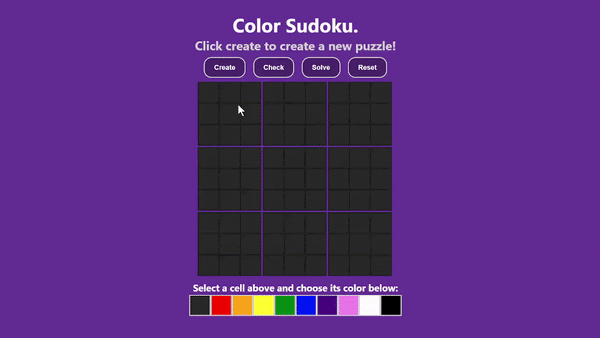 Color Sudoku.
Click create to create a new puzzle!
Create Check Solve Reset
Select a cell above and choose its color below: